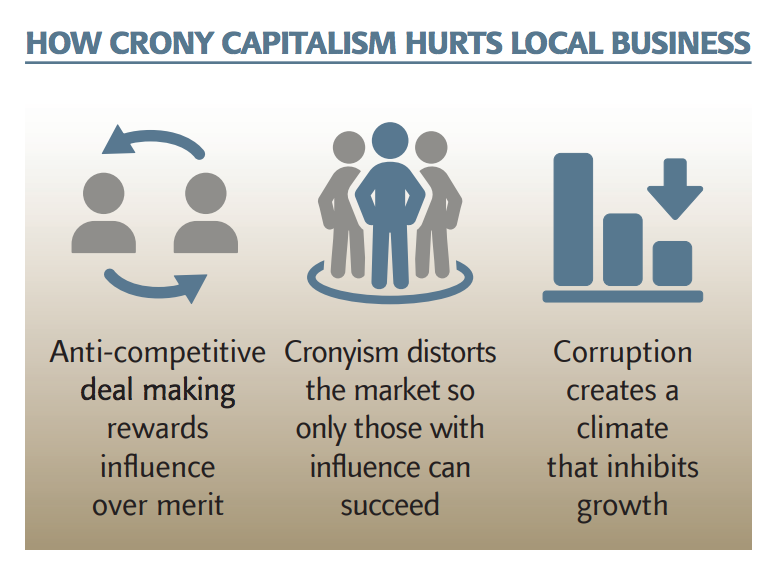 HOW CRONY CAPITALISM HURTS LOCAL BUSINESS
Anti-competitive
deal making
rewards
influence
over merit
Cronyism distorts
the market so
only those with
influence can
succeed
Corruption
creates a
climate
that inhibits
growth